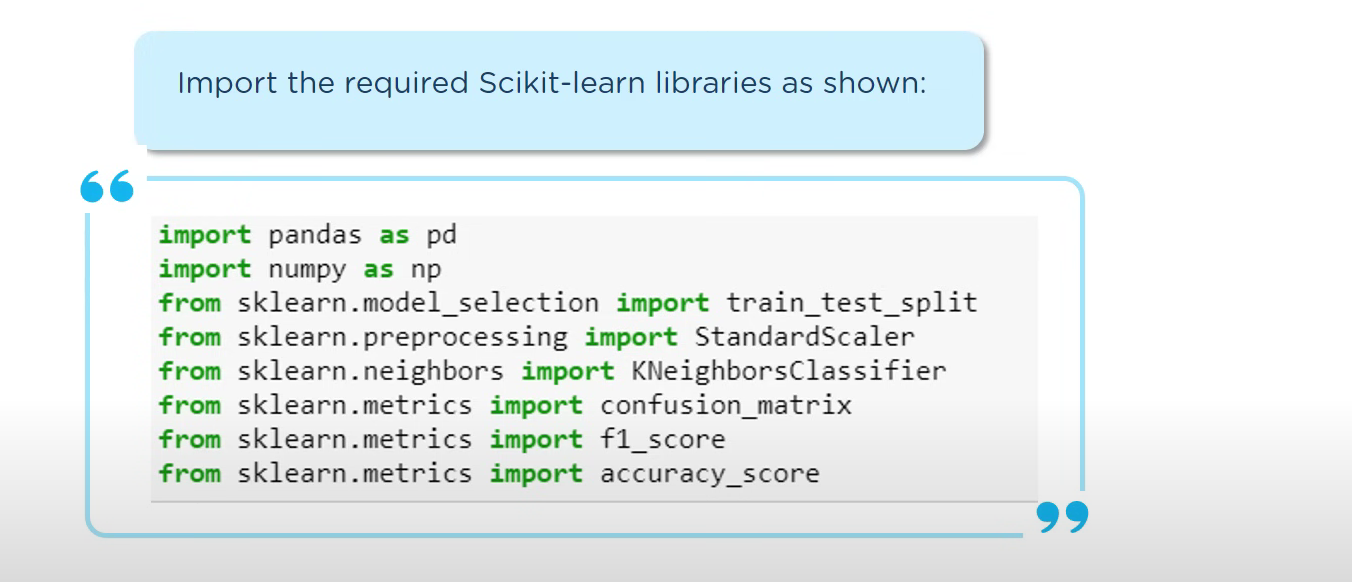 Import the required Scikit-learn libraries as shown:
“
import pandas as pd
import numpy as np
from sklearn.model_selection import train_test_split
from sklearn.preprocessing import StandardScaler
from sklearn.neighbors import KNeighborsClassifier
from sklearn.metrics import confusion_matrix
from sklearn.metrics import f1_score
from sklearn.metrics import accuracy_score
”